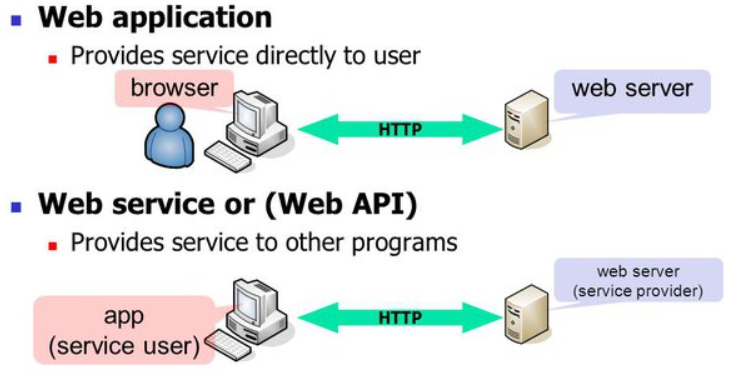 Web application
Provides service directly to user
browser
web server
HTTP
Web service or (Web API)
Provides service to other programs
web server
(service provider)
app
(service user)
HTTP